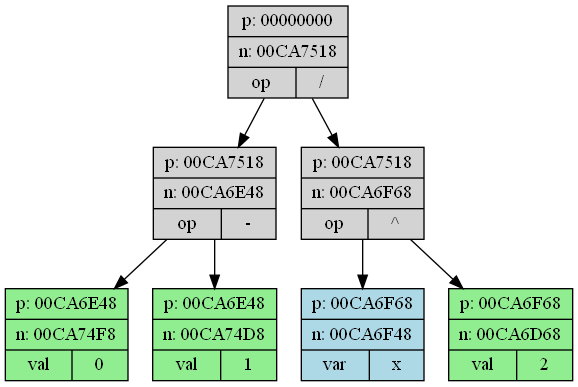 p: 00000000
n: 00CA7518
op /
p: 00CA7518
n: 00CA6E48
op -
p: 00CA7518
n: 00CA6F68
op ^
p: 00CA6E48
n: 00CA74F8
val 0
p: 00CA6E48
n: 00CA74D8
val 1
p: 00CA6F68
n: 00CA6F48
var x
p: 00CA6F68
n: 00CA6D68
val 2